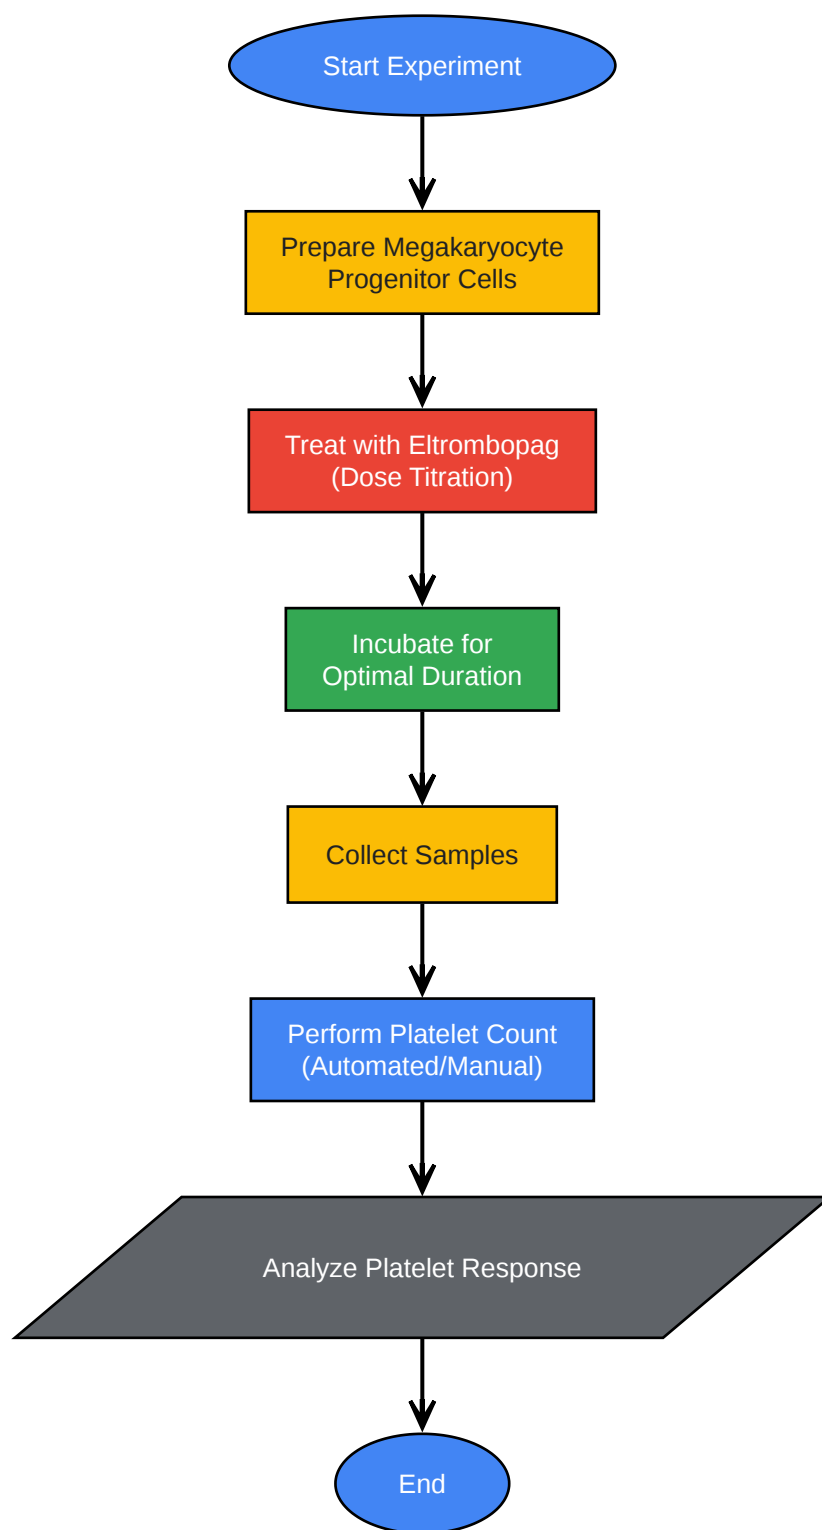 Start Experiment
Prepare Megakaryocyte
Progenitor Cells
Treat with Eltrombopag
(Dose Titration)
Incubate for
Optimal Duration
Collect Samples
Perform Platelet Count
(Automated/Manual)
Analyze Platelet Response
End